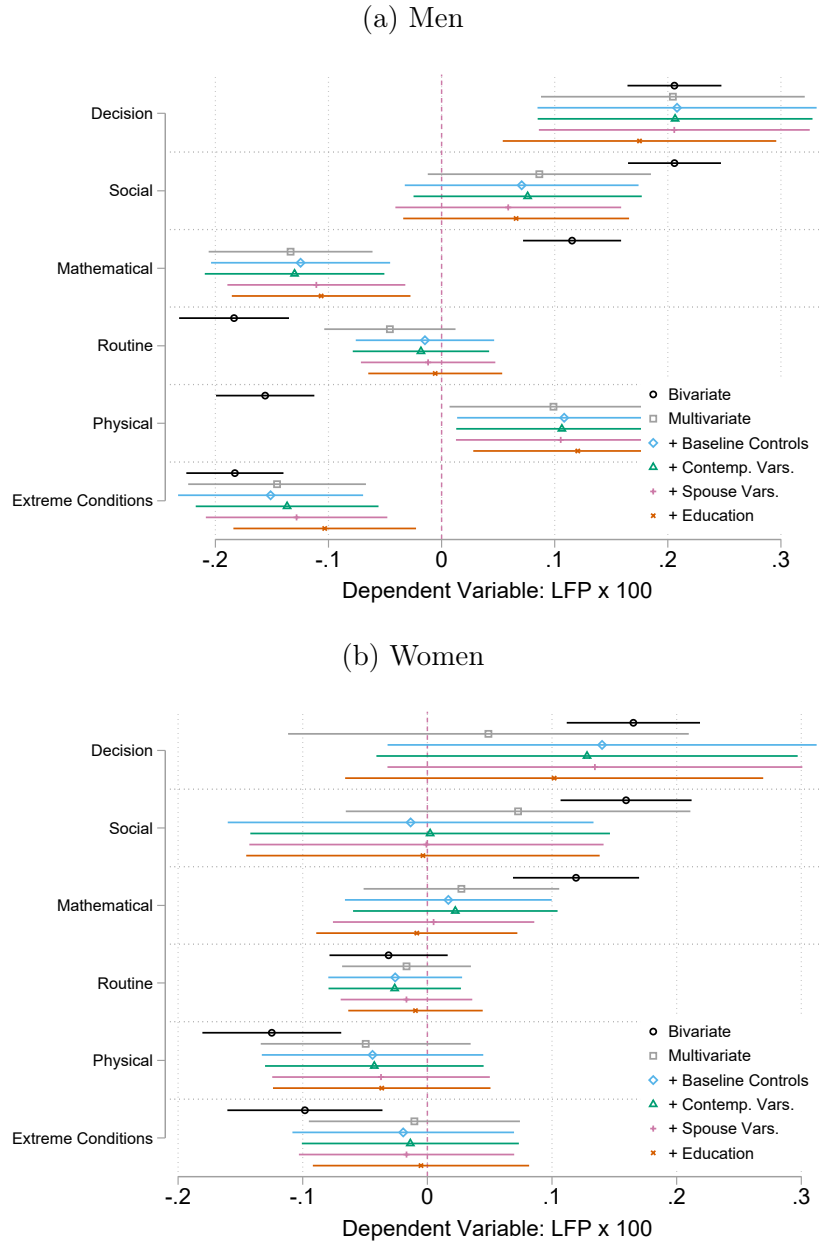 (a) Men
Decision
Social
Mathematical
Routine
Physical
Extreme Conditions
Bivariate
Multivariate
+ Baseline Controls
+ Contemp. Vars.
+ Spouse Vars.
+ Education
-.2 -.1 0 .1 .2 .3
Dependent Variable: LFP x 100
(b) Women
Decision
Social
Mathematical
Routine
Physical
Extreme Conditions
Bivariate
Multivariate
+ Baseline Controls
+ Contemp. Vars.
+ Spouse Vars.
+ Education
-.2 -.1 0 .1 .2 .3
Dependent Variable: LFP x 100